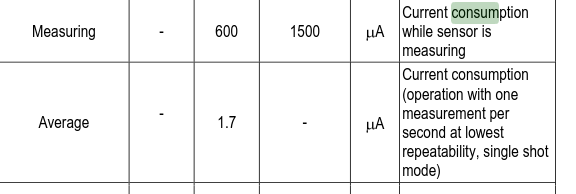 Measuring - 600 1500 µA Current consumption
while sensor is
measuring
Average - 1.7 - µA Current consumption
(operation with one
measurement per
second at lowest
repeatability, single shot
mode)